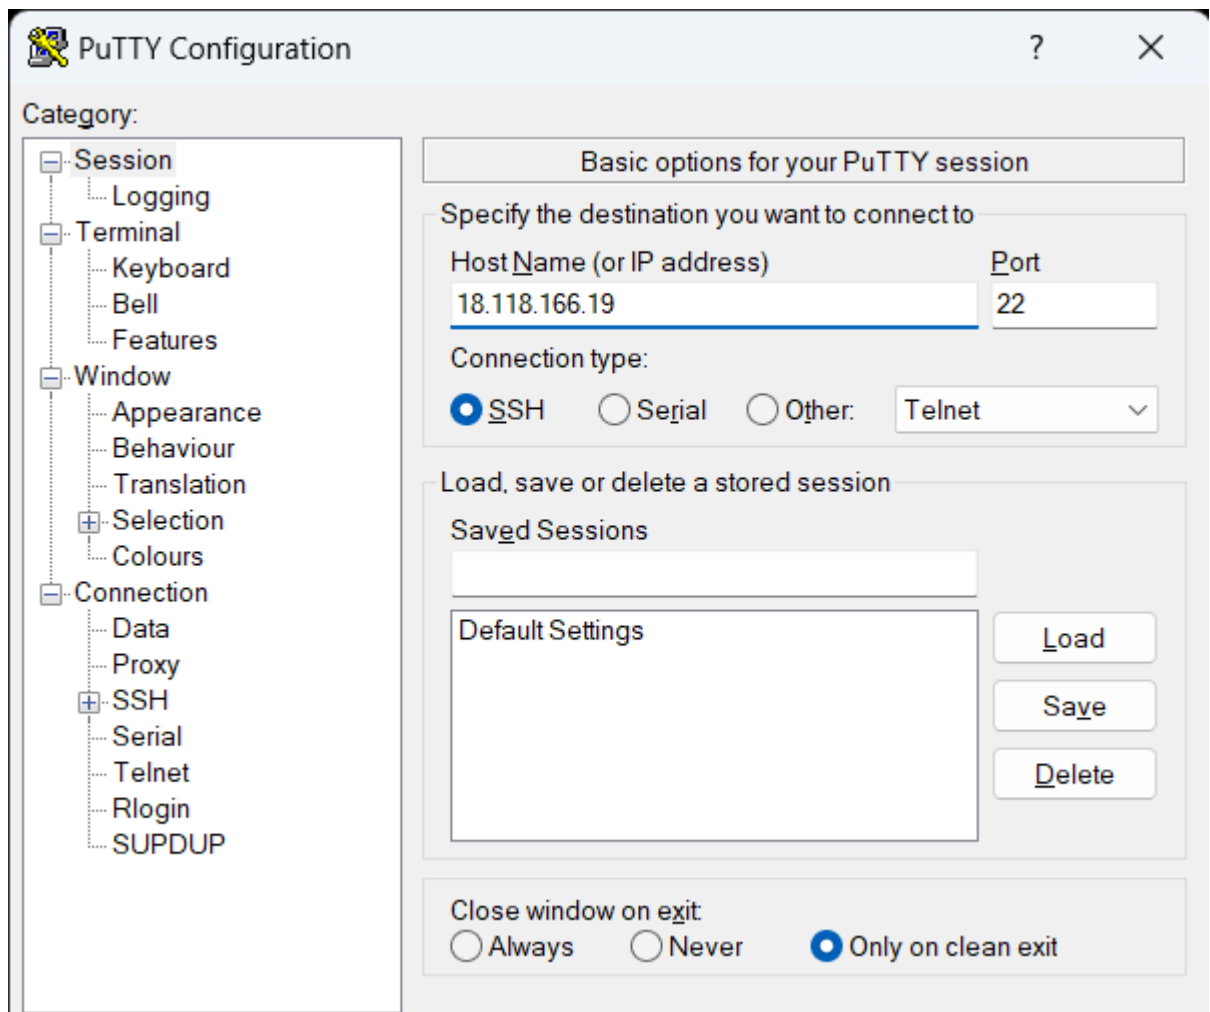 PuTTY Configuration
?
Category:
Session
Logging
Terminal
Keyboard
Bell
Features
Window
Appearance
Behaviour
Translation
Selection
Colours
Connection
Data
Proxy
SSH
Serial
Telnet
Rlogin
SUPDUP
Basic options for your PuTTY session
Specify the destination you want to connect to
Host Name (or IP address) Port
18.118.166.19 22
Connection type:
SSH Serial Other: Telnet
Load, save or delete a stored session
Saved Sessions
Default Settings
Load
Save
Delete
Close window on exit:
Always Never Only on clean exit